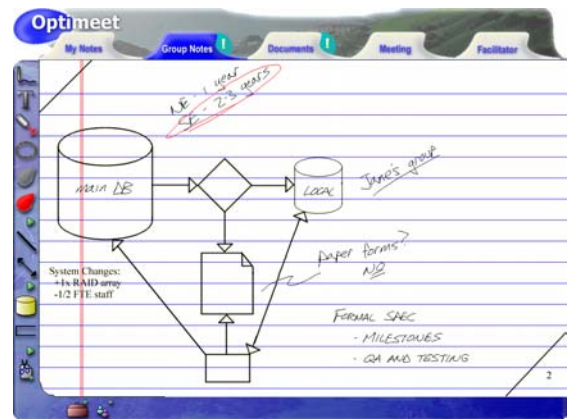 Optimeet
My Notes
Group Notes
Documents
Meeting
Facilitator
NE - 1 year
SE - 2-3 years
main DB
LOCAL
Jane's group
paper forms?
NO
System Changes:
+1x RAID array
-1/2 FTE staff
FORMAL SPEC
- MILESTONES
- QA AND TESTING
2